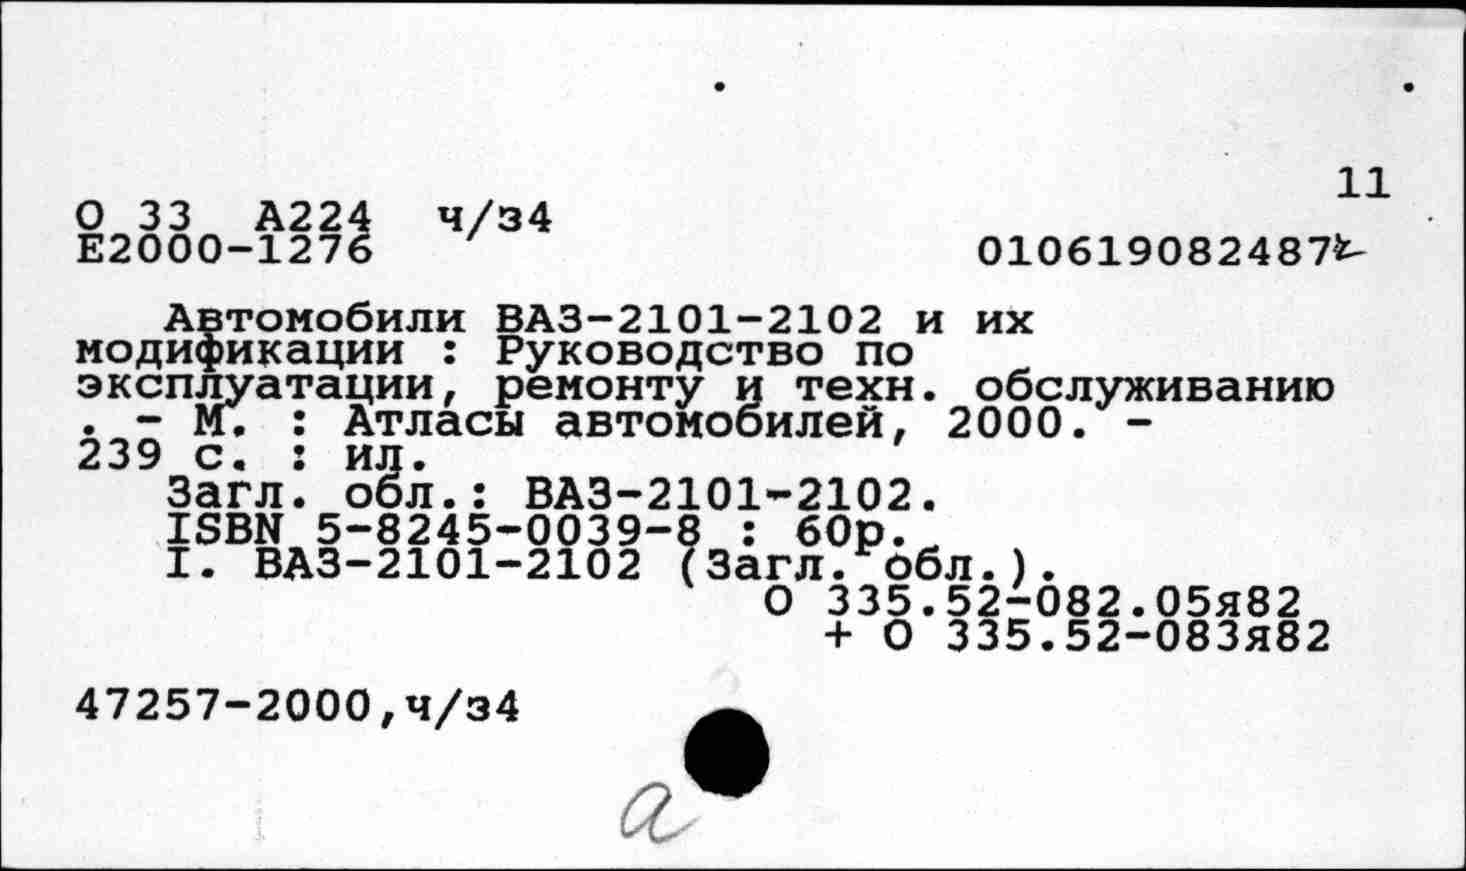 11
О 33 А224 ч/з4
Е2000-1276 010619082487
Автомобили ВАЗ-2101-2102 и их
модификации : Руководство по
эксплуатации, ремонту и техн. обслуживанию
. - М. : Атласы автомобилей, 2000. -
239 с. : ил.
Загл. обл.: ВАЗ-2101-2102.
ISBN 5-8245-0039-8 : 60р.
I. ВАЗ-2101-2102 (Загл. обл.).
О 335.52-082.05я82
+ О 335.52-083я82
47257-2000,ч/з4
а